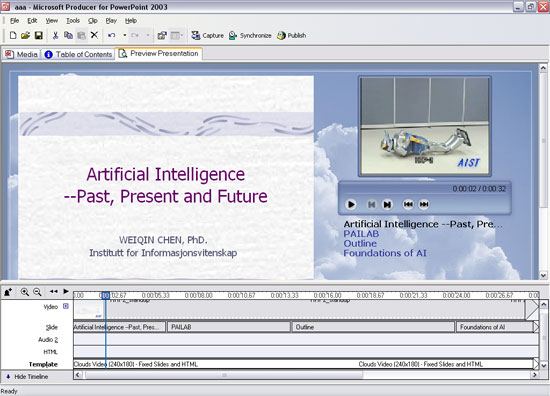 aaa - Microsoft Producer for PowerPoint 2003
File Edit View Tools Clip Play Help
Capture Synchronize Publish
Media Table of Contents Preview Presentation
Artificial Intelligence
--Past, Present and Future
WEIQIN CHEN, PhD.
Institutt for Informasjonsvitenskap
AIST
0:00:02 / 0:00:32
Artificial Intelligence --Past, Pre...
PAILAB
Outline
Foundations of AI
00:02,67 0:00:05,33 0:00:08,00 0:00:10,67 0:00:13,33 0:00:16,00 0:00:18,67 0:00:21,33 0:00:24,00 0:00:26,67
Video
Slide Artificial Intelligence --Past, Pres... PAILAB Outline Foundations of AI
Audio 2
HTML
Template Clouds Video (240x180) - Fixed Slides and HTML Clouds Video (240x180) - Fixed Slides and HTML
Hide Timeline
Ready